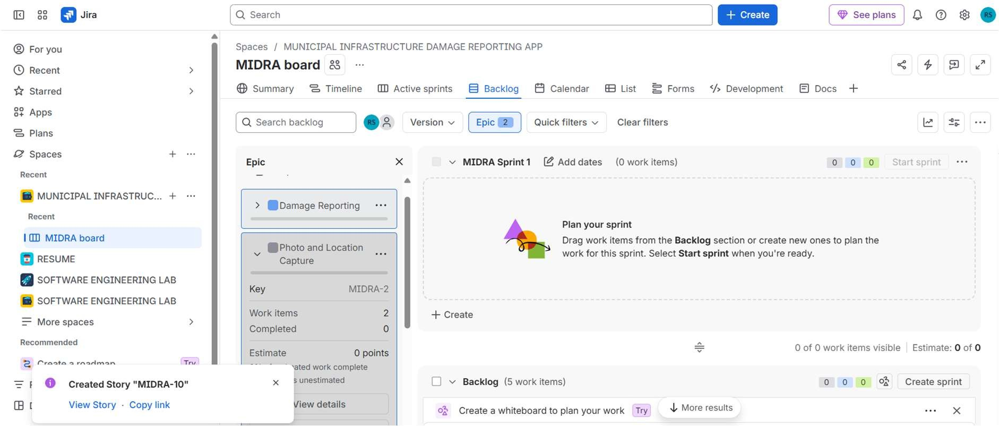 Jira
Search
Create
See plans
RS
For you
Recent
Starred
Apps
Plans
Spaces
Recent
MUNICIPAL INFRASTRUC...
Recent
MIDRA board
RESUME
SOFTWARE ENGINEERING LAB
SOFTWARE ENGINEERING LAB
More spaces
Recommended
Create a roadmap
Try
Created Story "MIDRA-10"
View Story · Copy link
Spaces / MUNICIPAL INFRASTRUCTURE DAMAGE REPORTING APP
MIDRA board
Summary
Timeline
Active sprints
Backlog
Calendar
List
Forms
Development
Docs
Search backlog
RS
Version
Epic 2
Quick filters
Clear filters
Epic
Damage Reporting
Photo and Location
Capture
Key MIDRA-2
Work items 2
Completed 0
Estimate 0 points
work complete
unestimated
View details
MIDRA Sprint 1
Add dates
(0 work items)
0 0 0
Start sprint
Plan your sprint
Drag work items from the Backlog section or create new ones to plan the
work for this sprint. Select Start sprint when you're ready.
Create
0 of 0 work items visible
Estimate: 0 of 0
Backlog (5 work items)
0 0 0
Create sprint
Create a whiteboard to plan your work
Try
More results